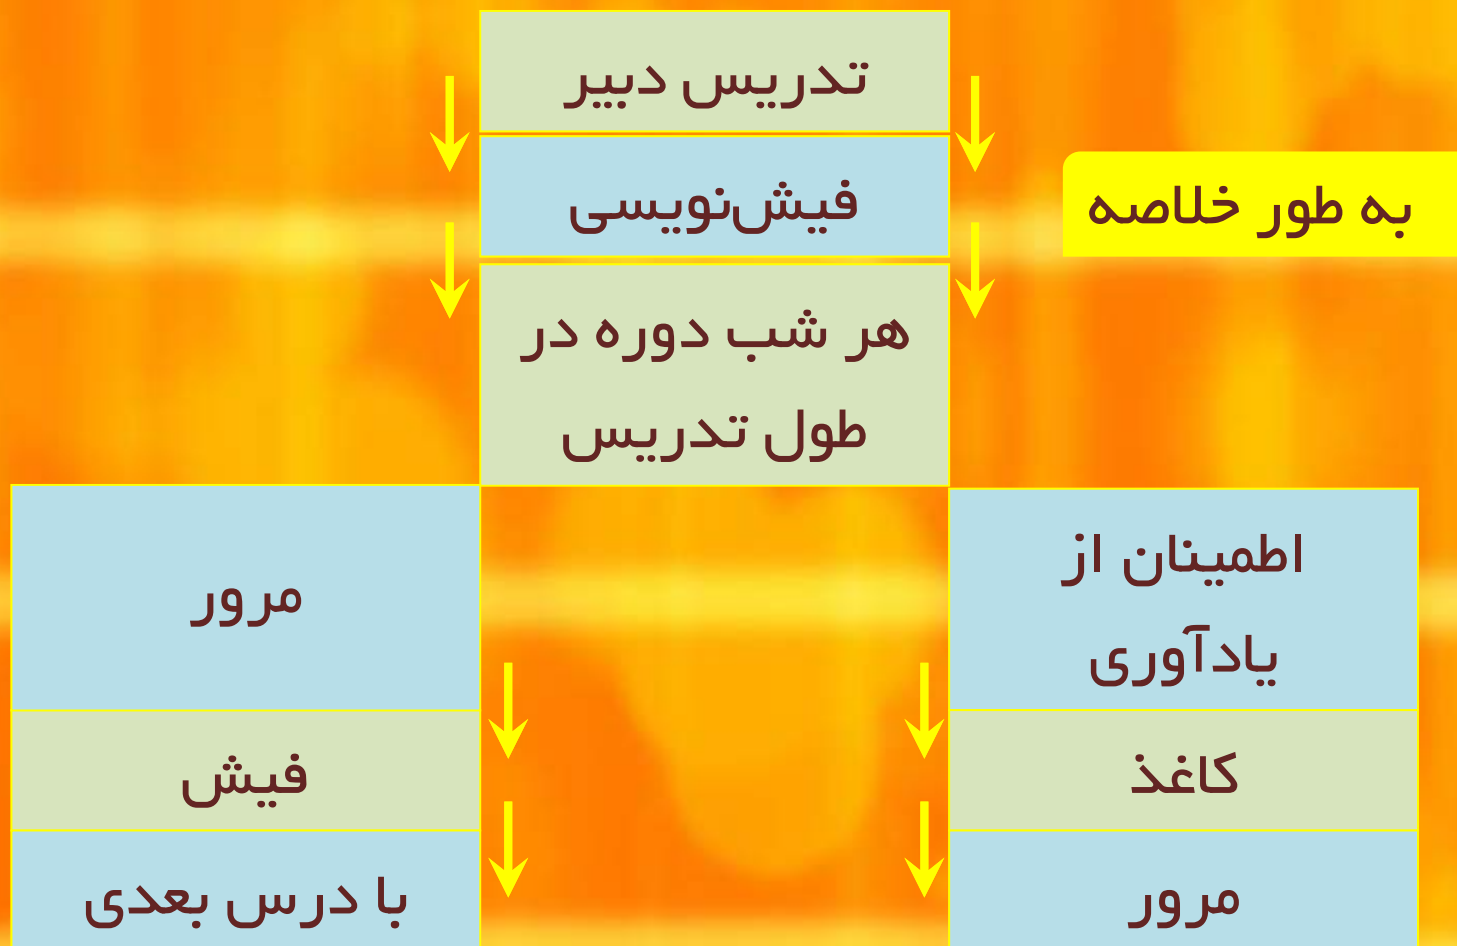 تدریس دبیر
فیش‌نویسی
به طور خلاصه
هر شب دوره در
طول تدریس
اطمینان از
یادآوری
کاغذ
مرور
مرور
فیش
با درس بعدی